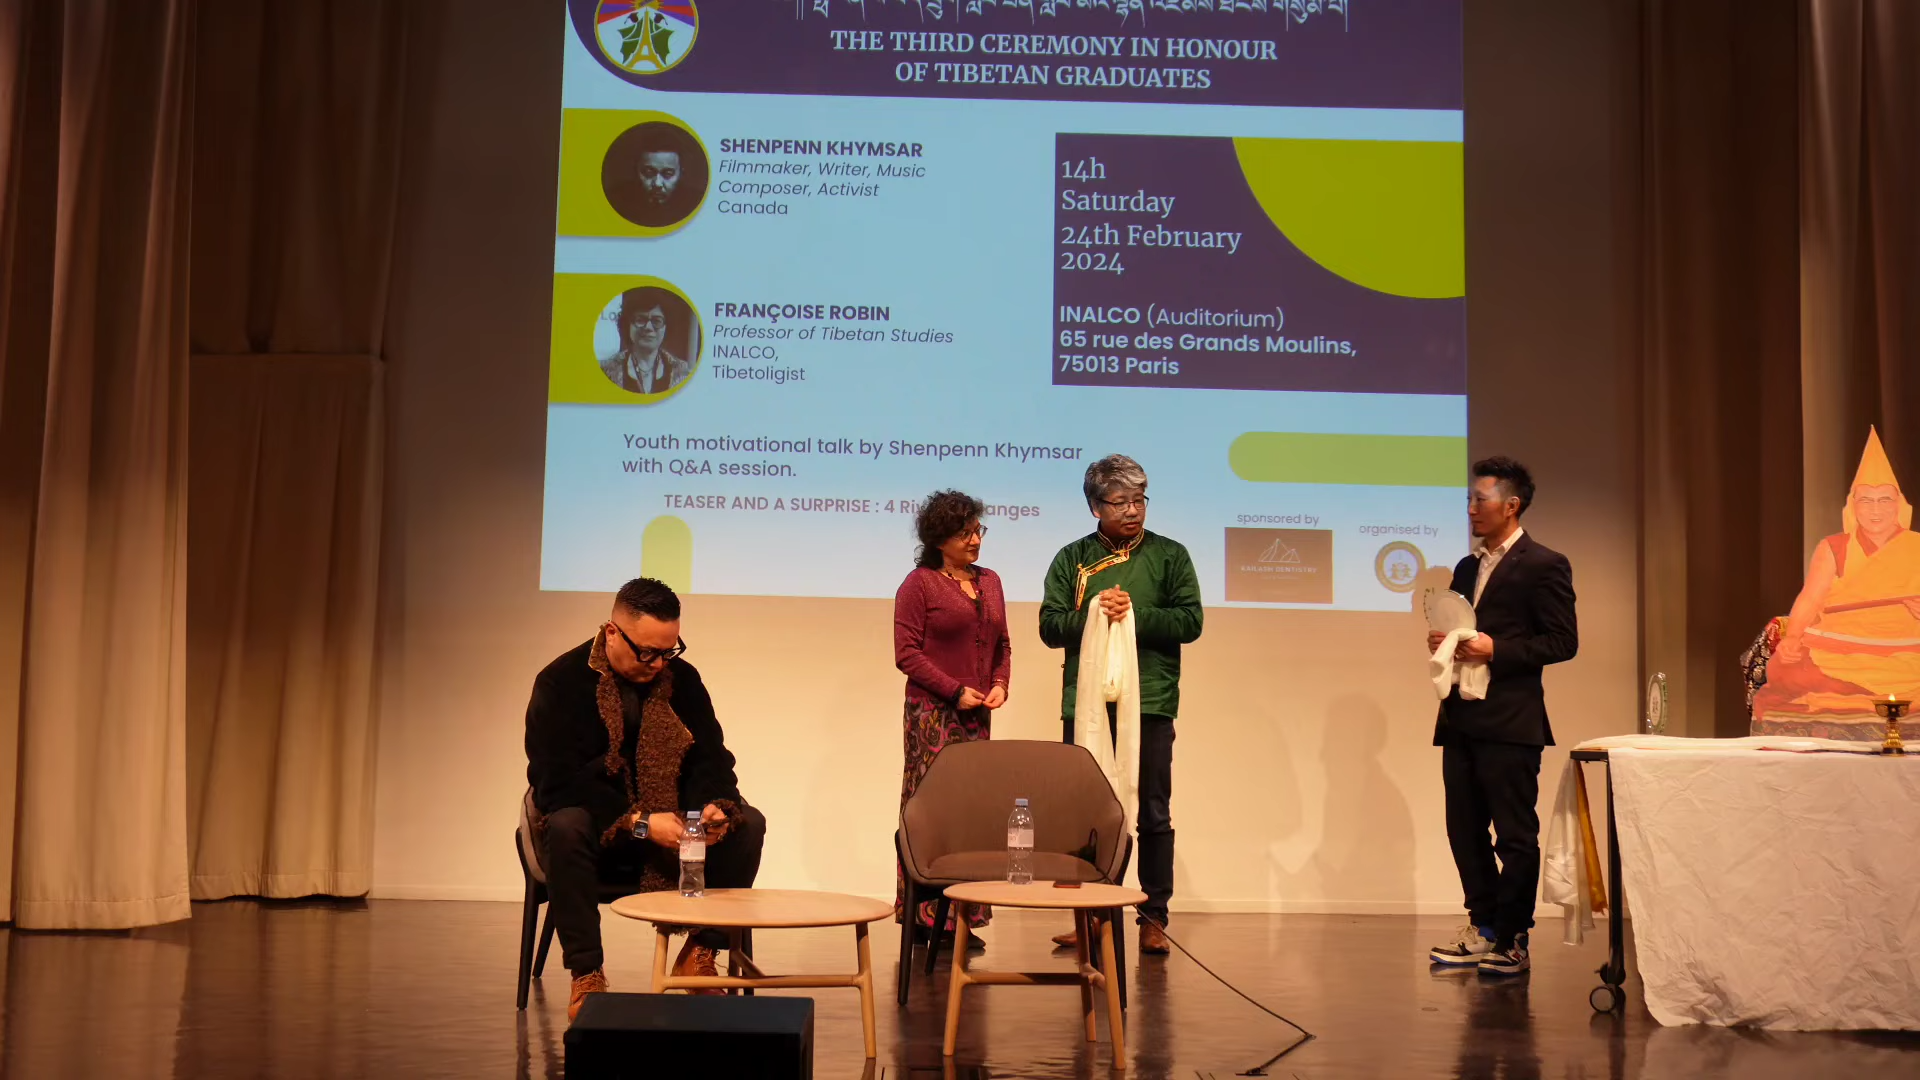 THE THIRD CEREMONY IN HONOUR
OF TIBETAN GRADUATES
SHENPENN KHYMSAR
Filmmaker, Writer, Music
Composer, Activist
Canada
14h
Saturday
24th February
2024
FRANÇOISE ROBIN
Professor of Tibetan Studies
INALCO,
Tibetoligist
INALCO (Auditorium)
65 rue des Grands Moulins,
75013 Paris
Youth motivational talk by Shenpenn Khymsar
with Q&A session.
TEASER AND A SURPRISE : 4
sponsored by
KAILASH DENTISTRY
organised by